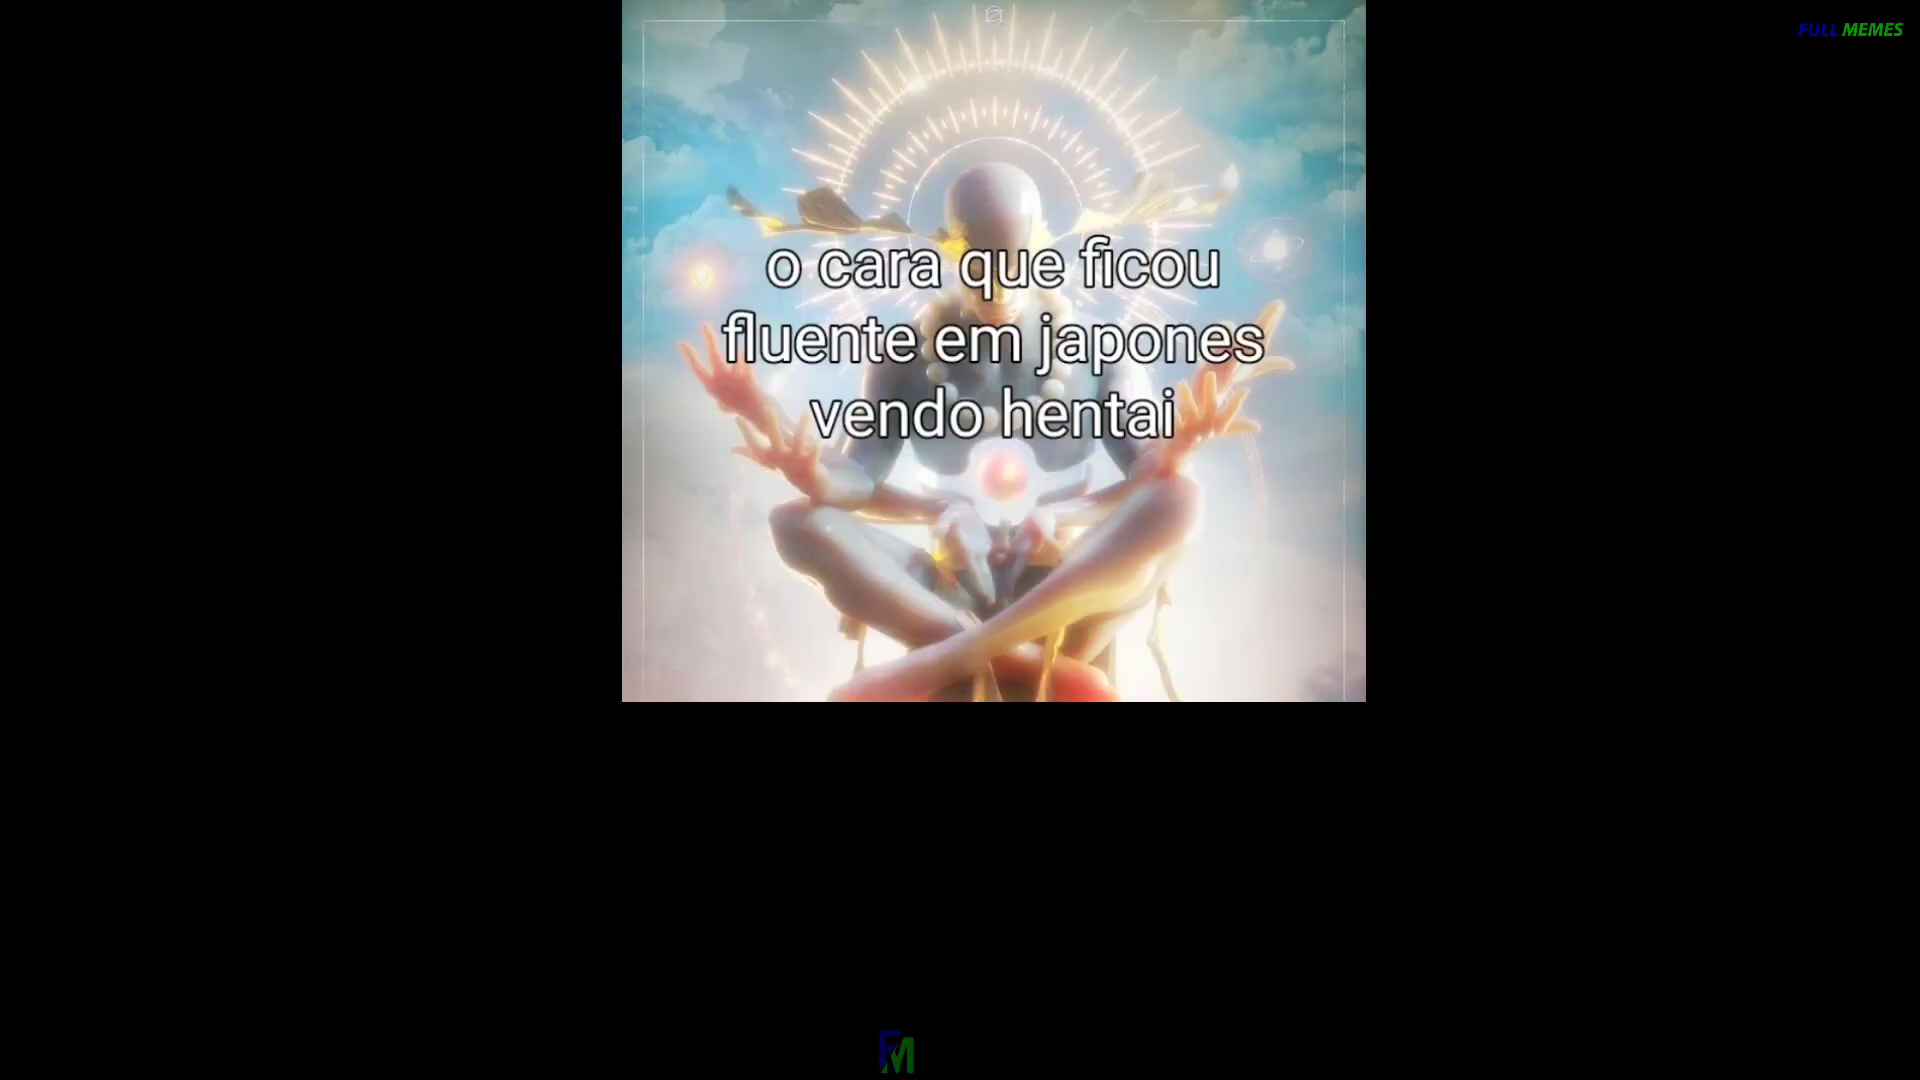 FULL MEMES
o cara que ficou
fluente em japones
vendo hentai
FM